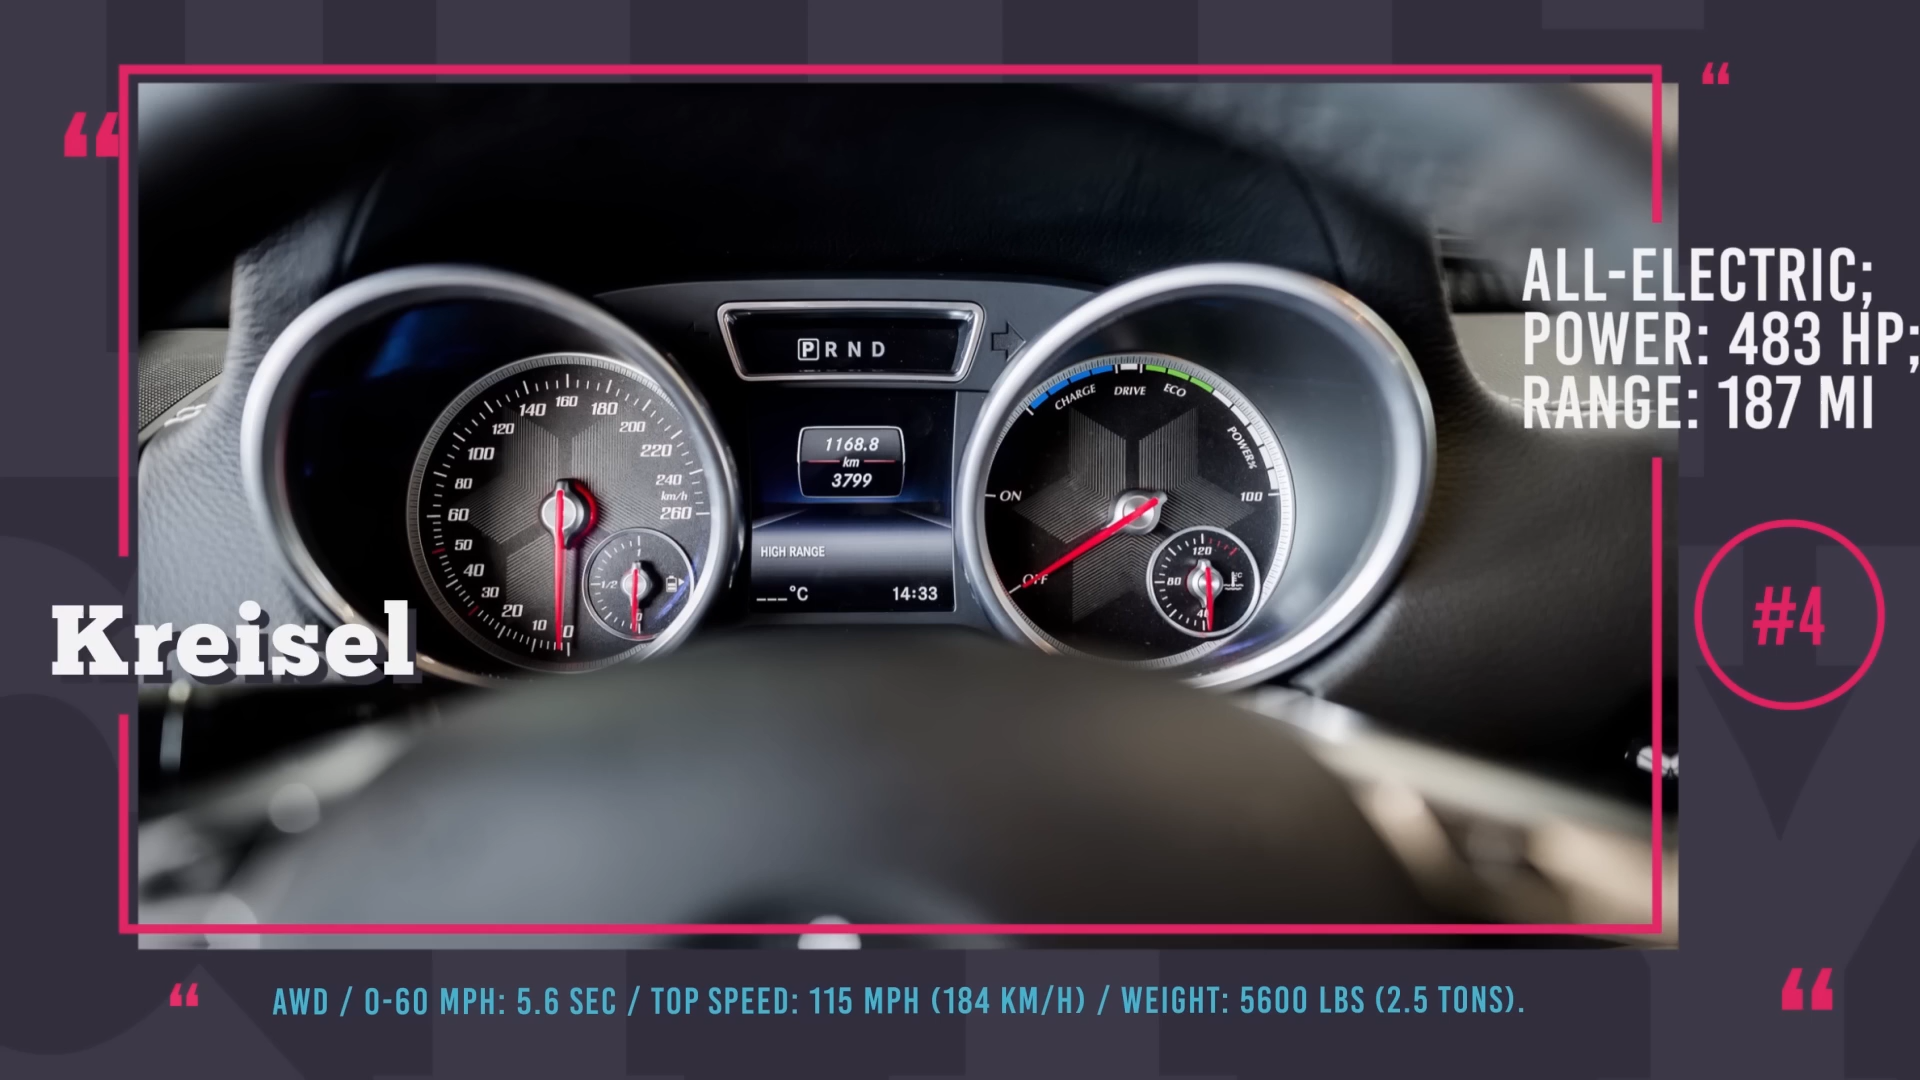 ALL-ELECTRIC;
POWER: 483 HP;
RANGE: 187 MI
#4
Kreisel
P R N D
1168.8
km
3799
HIGH RANGE
___°C 14:33
0 10 20 30 40 50 60 80 100 120 140 160 180 200 220 240 260
km/h
0 1/2 1
OFF ON CHARGE DRIVE ECO POWER% 100
40 80 120 °C
AWD / 0-60 MPH: 5.6 SEC / TOP SPEED: 115 MPH (184 KM/H) / WEIGHT: 5600 LBS (2.5 TONS).